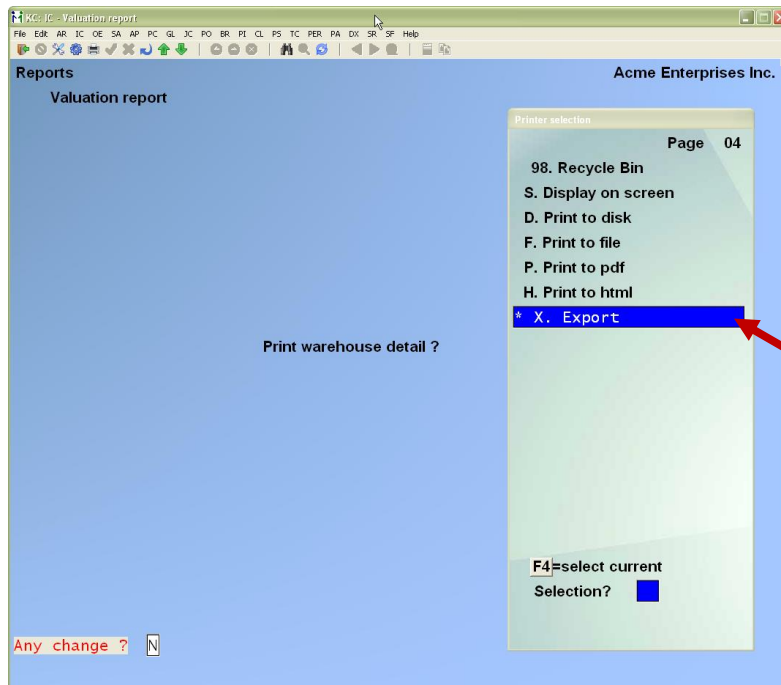 KC: IC - Valuation report
File Edit AR IC OE SA AP PC GL JC PO BR PI CL PS TC PER PA DX SR SF Help
Reports
Acme Enterprises Inc.
Valuation report
Printer selection
Page 04
98. Recycle Bin
S. Display on screen
D. Print to disk
F. Print to file
P. Print to pdf
H. Print to html
* X. Export
Print warehouse detail ?
F4=select current
Selection?
Any change ? N